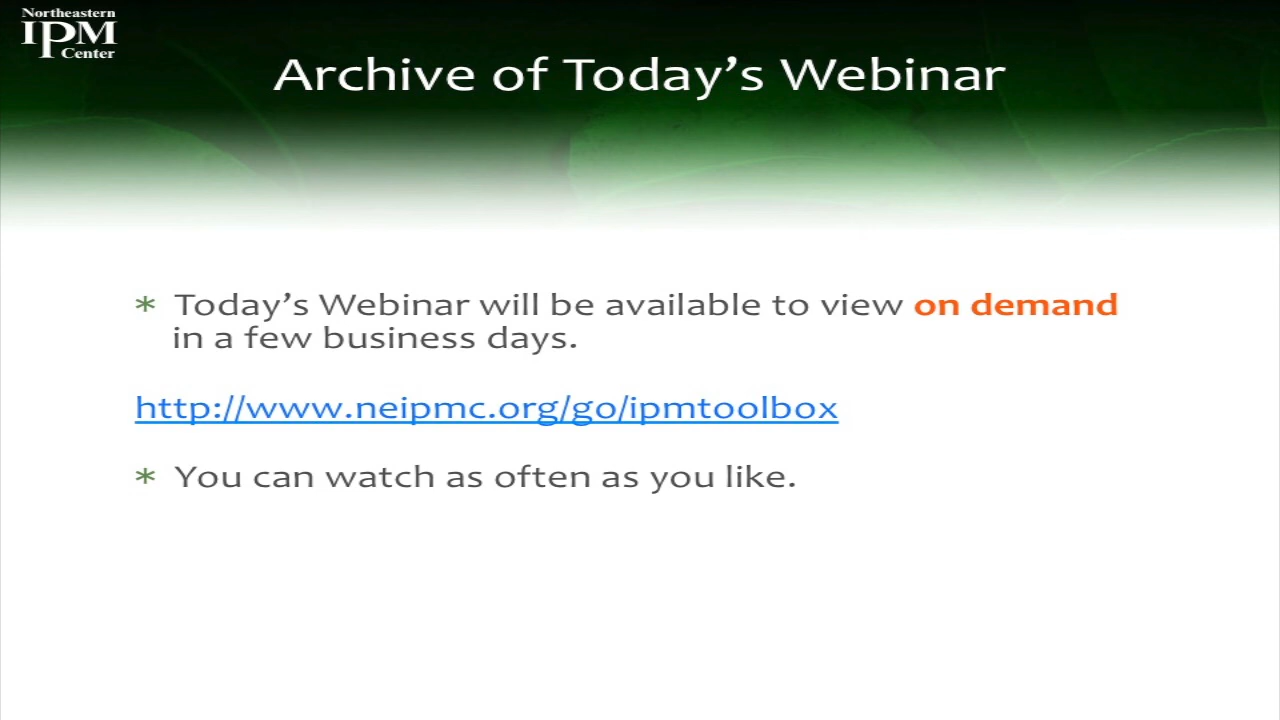 Northeastern
IPM
Center
Archive of Today’s Webinar
* Today’s Webinar will be available to view on demand
in a few business days.
http://www.neipmc.org/go/ipmtoolbox
* You can watch as often as you like.